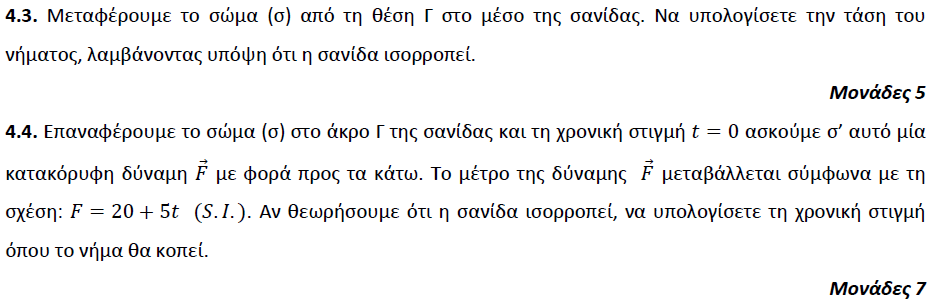 4.3. Μεταφέρουμε το σώμα (σ) από τη θέση Γ στο μέσο της σανίδας. Να υπολογίσετε την τάση του
νήματος, λαμβάνοντας υπόψη ότι η σανίδα ισορροπεί.
Μονάδες 5
4.4. Επαναφέρουμε το σώμα (σ) στο άκρο Γ της σανίδας και τη χρονική στιγμή t = 0 ασκούμε σ’ αυτό μία
κατακόρυφη δύναμη F⃗ με φορά προς τα κάτω. Το μέτρο της δύναμης F⃗ μεταβάλλεται σύμφωνα με τη
σχέση: F = 20 + 5t (S.I.). Αν θεωρήσουμε ότι η σανίδα ισορροπεί, να υπολογίσετε τη χρονική στιγμή
όπου το νήμα θα κοπεί.
Μονάδες 7